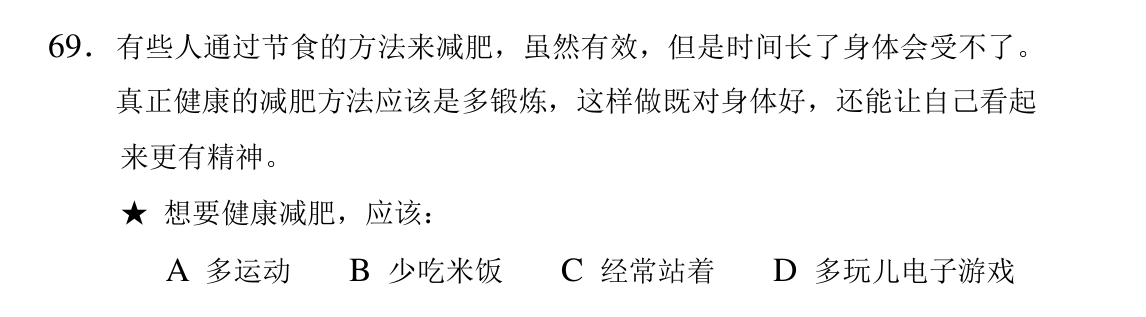 69. 有些人通过节食的方法来减肥，虽然有效，但是时间长了身体会受不了。
真正健康的减肥方法应该是多锻炼，这样做既对身体好，还能让自己看起
来更有精神。
★ 想要健康减肥，应该：
A 多运动 B 少吃米饭 C 经常站着 D 多玩儿电子游戏